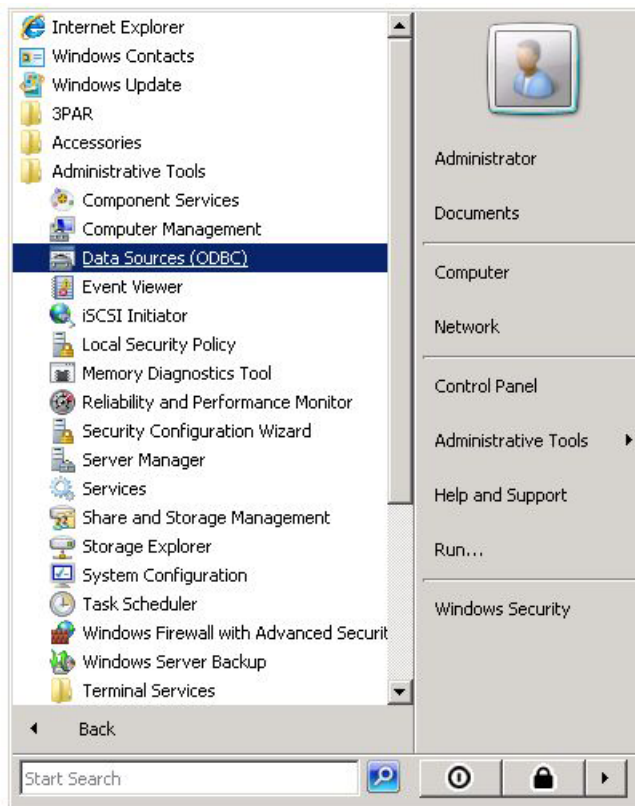 Internet Explorer
Windows Contacts
Windows Update
3PAR
Accessories
Administrative Tools
Component Services
Computer Management
Data Sources (ODBC)
Event Viewer
iSCSI Initiator
Local Security Policy
Memory Diagnostics Tool
Reliability and Performance Monitor
Security Configuration Wizard
Server Manager
Services
Share and Storage Management
Storage Explorer
System Configuration
Task Scheduler
Windows Firewall with Advanced Securit
Windows Server Backup
Terminal Services
Back
Start Search
Administrator
Documents
Computer
Network
Control Panel
Administrative Tools
Help and Support
Run...
Windows Security